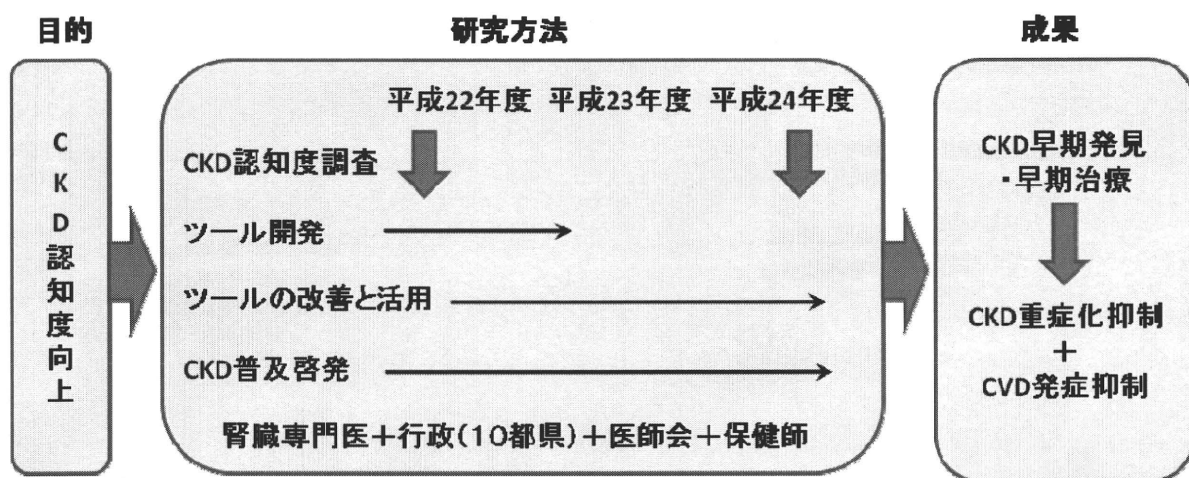 目的
研究方法
成果
CKD認知度向上
平成22年度 平成23年度 平成24年度
CKD認知度調査
ツール開発
ツールの改善と活用
CKD普及啓発
腎臓専門医+行政(10都県)+医師会+保健師
CKD早期発見
・早期治療
CKD重症化抑制
+
CVD発症抑制